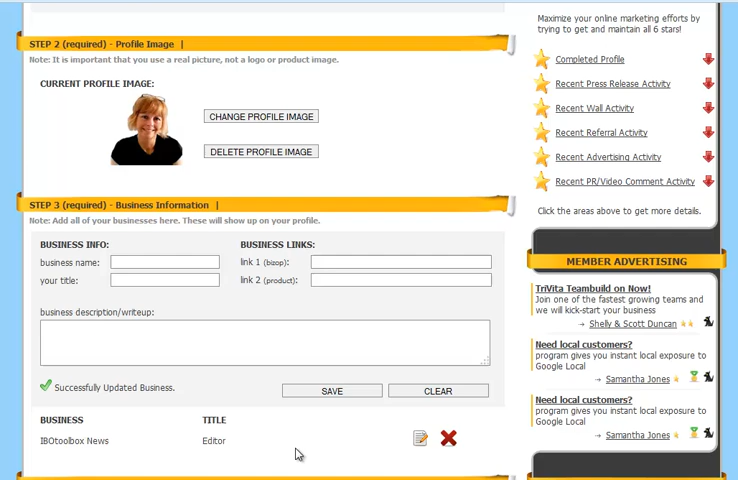 STEP 2 (required) - Profile Image |
Note: It is important that you use a real picture, not a logo or product image.
CURRENT PROFILE IMAGE:
CHANGE PROFILE IMAGE
DELETE PROFILE IMAGE
STEP 3 (required) - Business Information |
Note: Add all of your businesses here. These will show up on your profile.
BUSINESS INFO:
BUSINESS LINKS:
business name:
link 1 (bizop):
your title:
link 2 (product):
business description/writeup:
Successfully Updated Business.
SAVE
CLEAR
BUSINESS
TITLE
IBOtoolbox News
Editor
Maximize your online marketing efforts by
trying to get and maintain all 6 stars!
Completed Profile
Recent Press Release Activity
Recent Wall Activity
Recent Referral Activity
Recent Advertising Activity
Recent PR/Video Comment Activity
Click the areas above to get more details.
MEMBER ADVERTISING
TriVita Teambuild on Now!
Join one of the fastest growing teams and
we will kick-start your business
→ Shelly & Scott Duncan
Need local customers?
program gives you instant local exposure to
Google Local
→ Samantha Jones
Need local customers?
program gives you instant local exposure to
Google Local
→ Samantha Jones